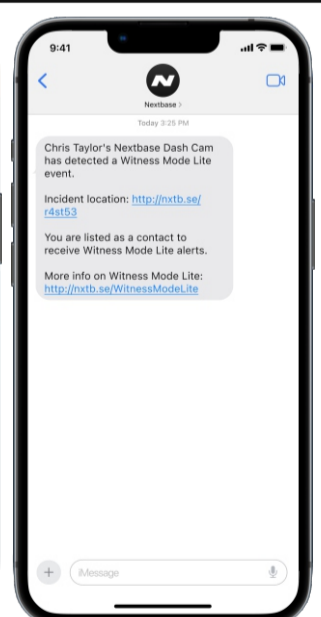 9:41
Nextbase >
Today 3:25 PM
Chris Taylor's Nextbase Dash Cam
has detected a Witness Mode Lite
event.
Incident location: http://nxtb.se/
r4st53
You are listed as a contact to
receive Witness Mode Lite alerts.
More info on Witness Mode Lite:
http://nxtb.se/WitnessModeLite
iMessage